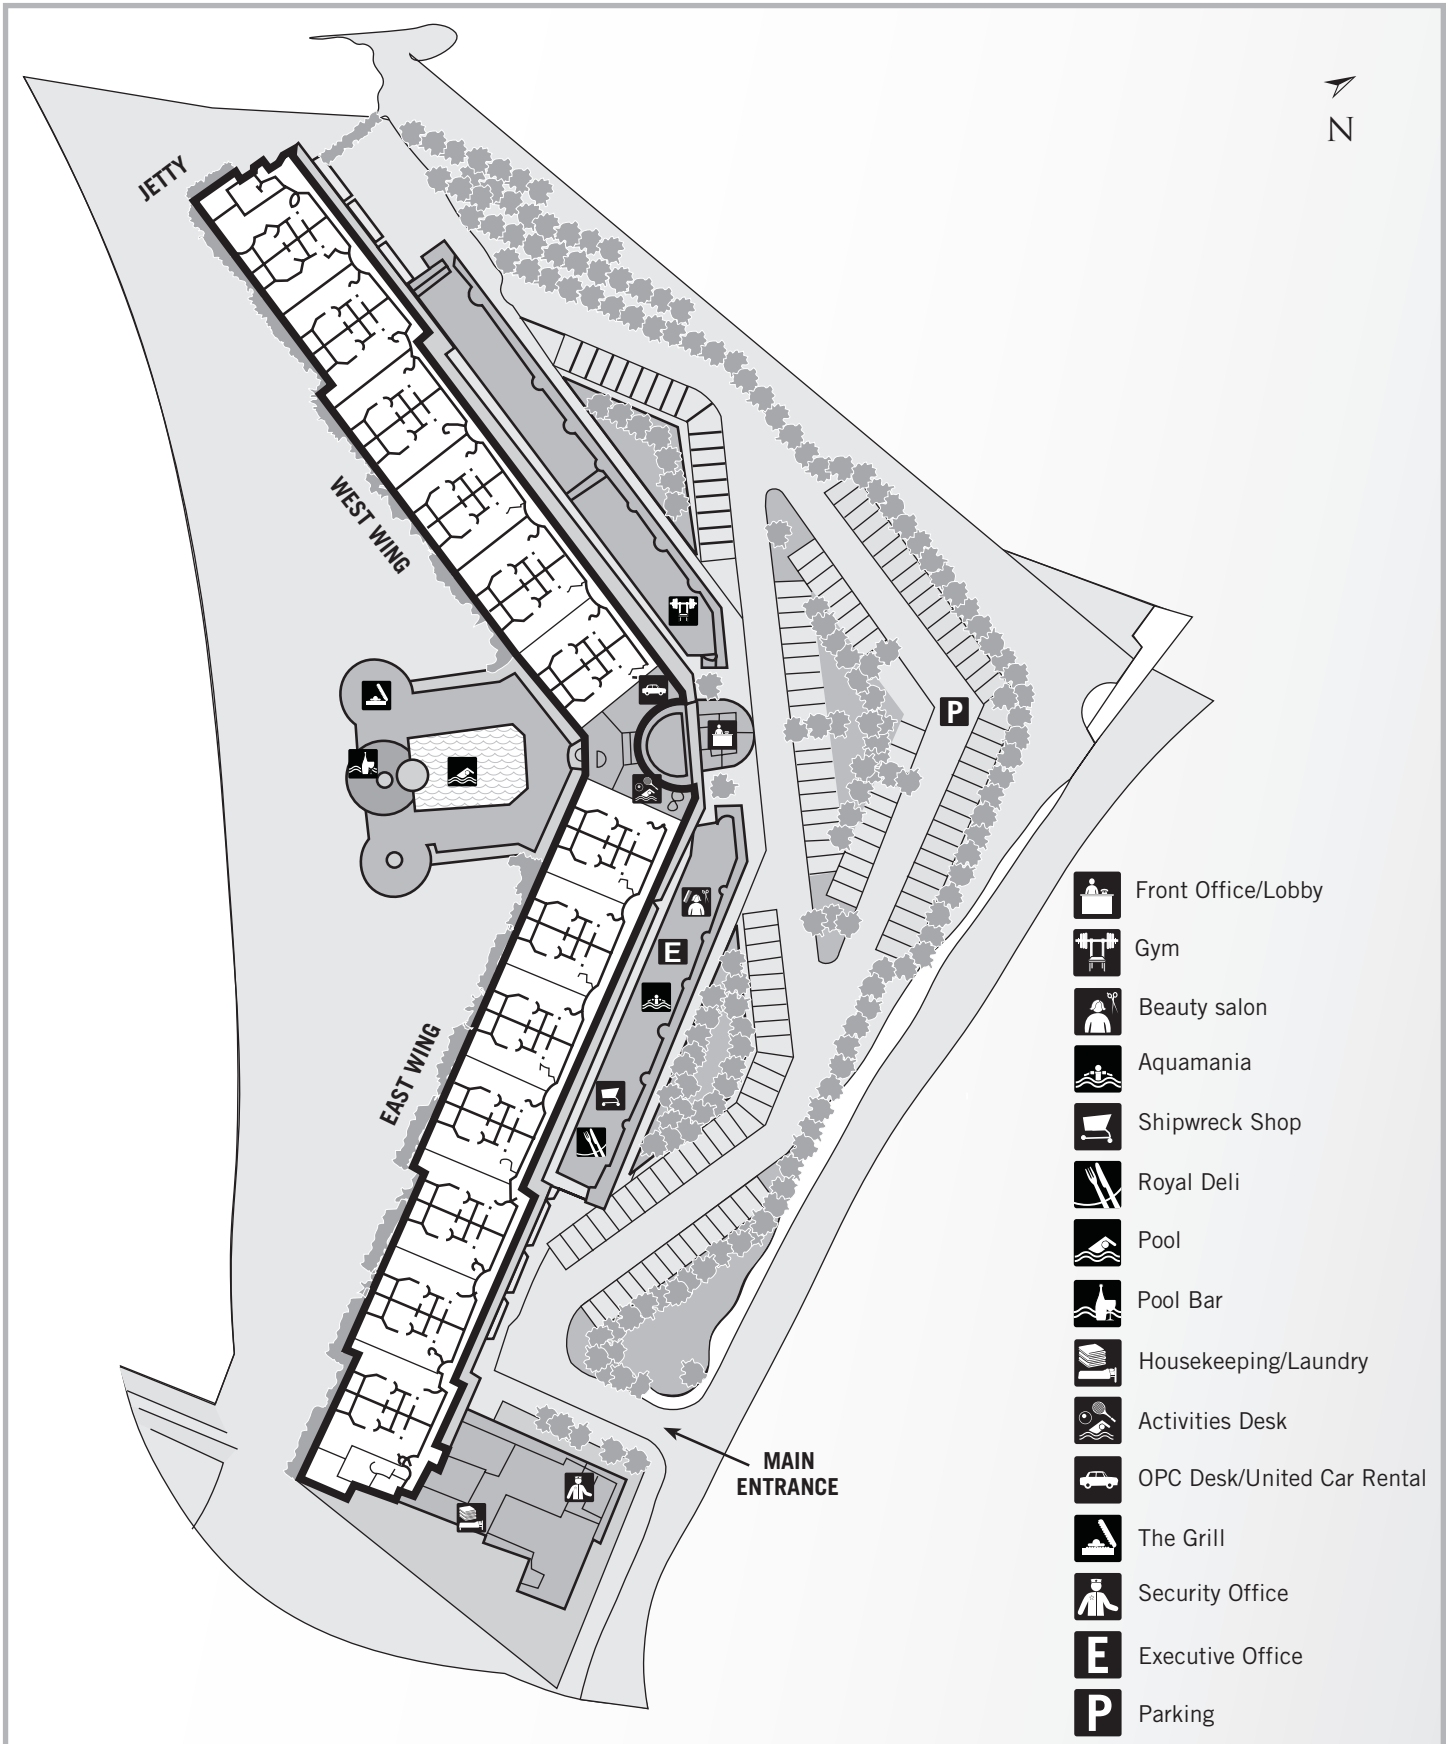 N
JETTY
WEST WING
P
E
EAST WING
MAIN
ENTRANCE
Front Office/Lobby
Gym
Beauty salon
Aquamania
Shipwreck Shop
Royal Deli
Pool
Pool Bar
Housekeeping/Laundry
Activities Desk
OPC Desk/United Car Rental
The Grill
Security Office
E Executive Office
P Parking